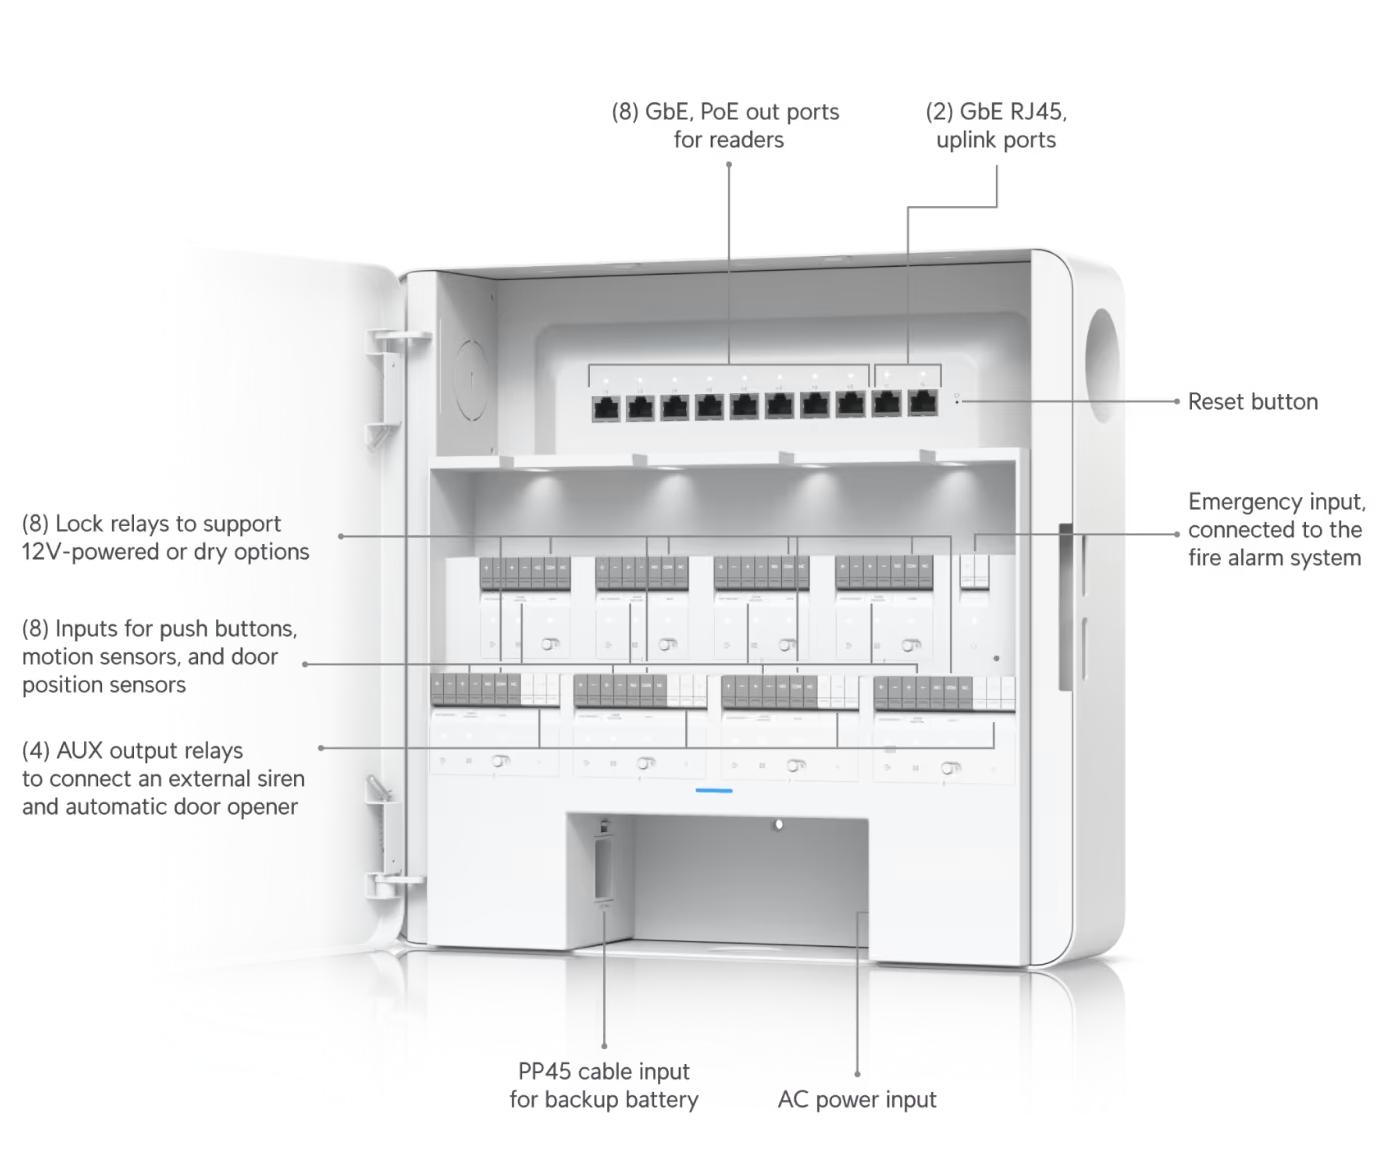 (8) GbE, PoE out ports
for readers
(2) GbE RJ45,
uplink ports
Reset button
(8) Lock relays to support
12V-powered or dry options
Emergency input,
connected to the
fire alarm system
(8) Inputs for push buttons,
motion sensors, and door
position sensors
(4) AUX output relays
to connect an external siren
and automatic door opener
PP45 cable input
for backup battery
AC power input